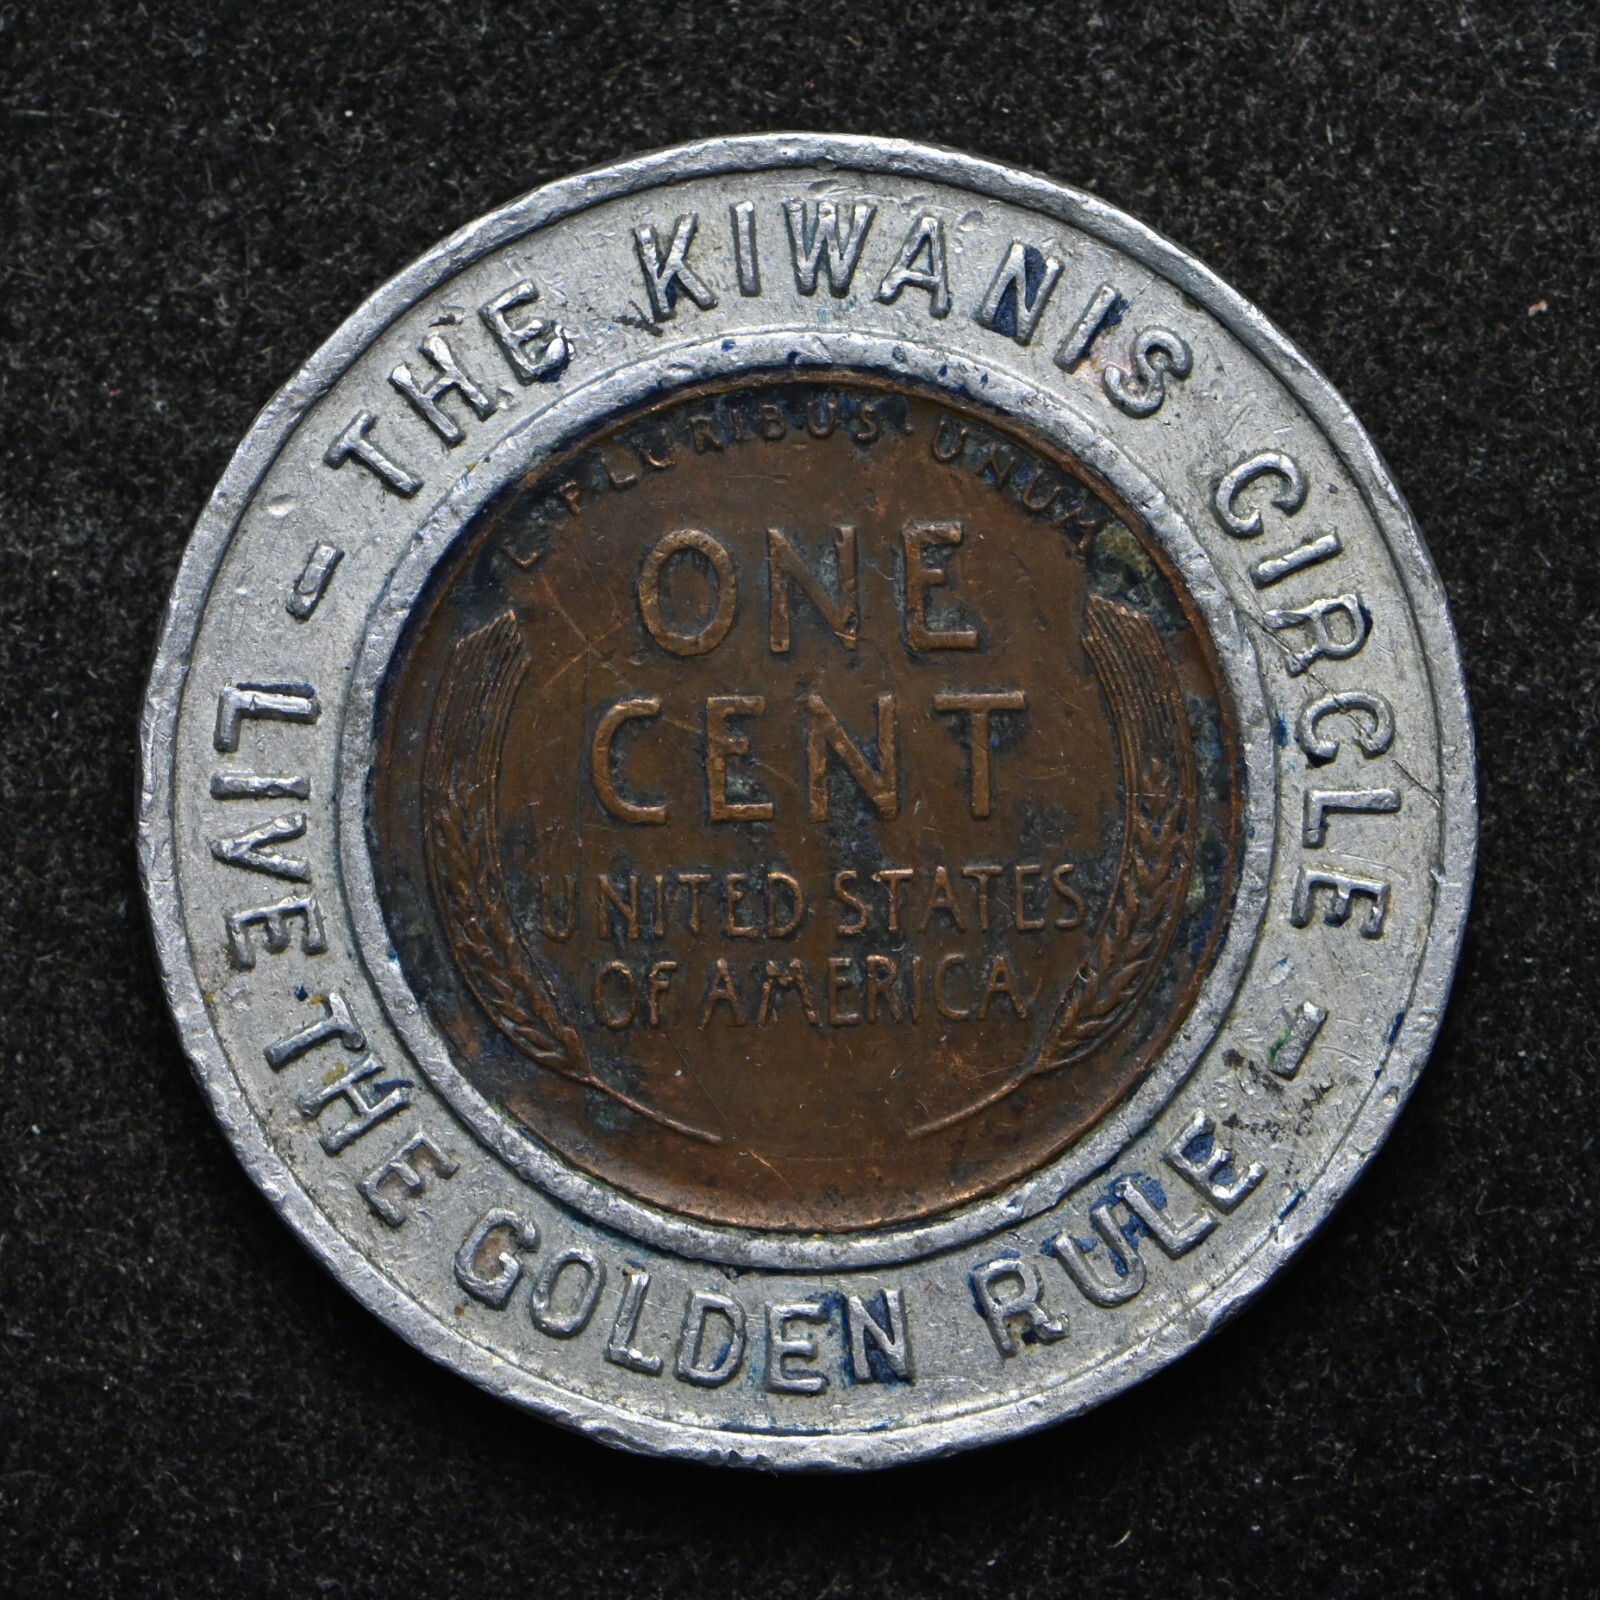 - THE KIWANIS CIRCLE -
LIVE THE GOLDEN RULE
E·PLURIBUS·UNUM
ONE
CENT
UNITED STATES
OF AMERICA